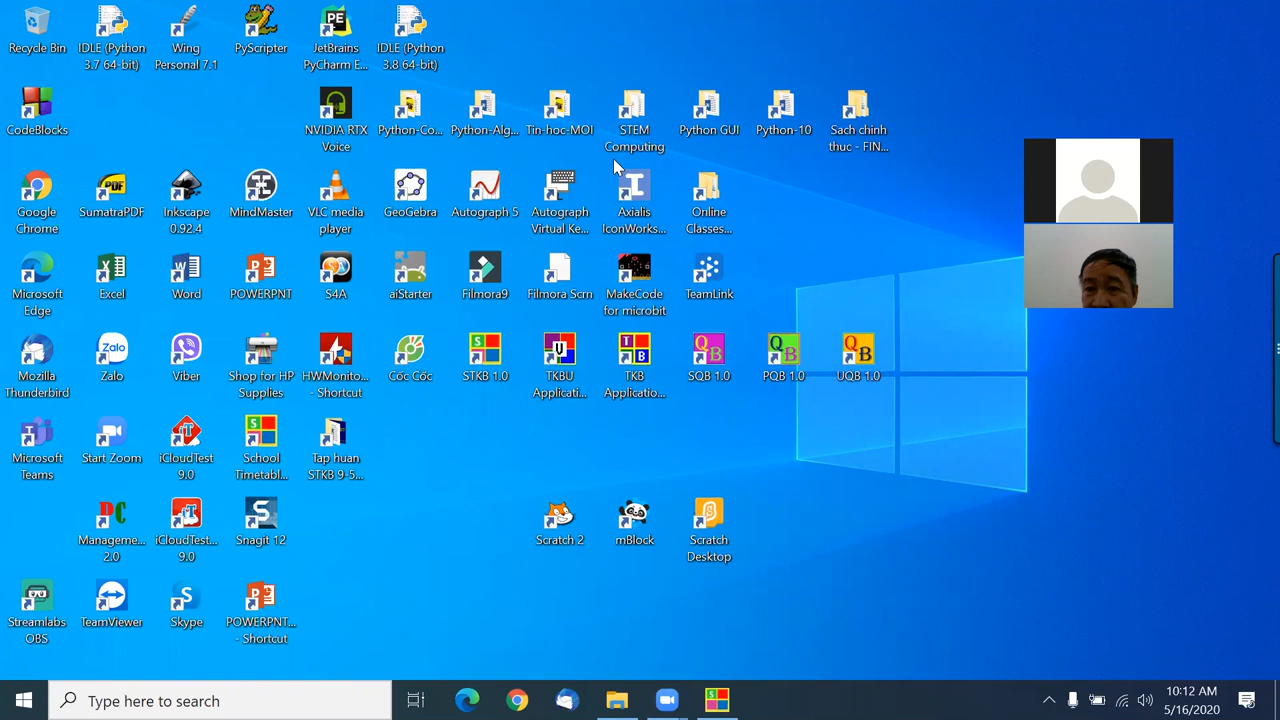 Recycle Bin
IDLE (Python
3.7 64-bit)
Wing
Personal 7.1
PyScripter
JetBrains
PyCharm E...
IDLE (Python
3.8 64-bit)
CodeBlocks
NVIDIA RTX
Voice
Python-Co...
Python-Alg...
Tin-hoc-MOI
STEM
Computing
Python GUI
Python-10
Sach chinh
thuc - FIN...
Google
Chrome
SumatraPDF
Inkscape
0.92.4
MindMaster
VLC media
player
GeoGebra
Autograph 5
Autograph
Virtual Ke...
Axialis
IconWorks...
Online
Classes...
Microsoft
Edge
Excel
Word
POWERPNT
S4A
aiStarter
Filmora9
Filmora Scrn
MakeCode
for microbit
TeamLink
Mozilla
Thunderbird
Zalo
Viber
Shop for HP
Supplies
HWMonito...
- Shortcut
Cốc Cốc
STKB 1.0
TKBU
Applicati...
TKB
Applicatio...
SQB 1.0
PQB 1.0
UQB 1.0
Microsoft
Teams
Start Zoom
iCloudTest
9.0
School
Timetabl...
Tap huan
STKB 9-5...
Manageme...
2.0
iCloudTest...
9.0
Snagit 12
Scratch 2
mBlock
Scratch
Desktop
Streamlabs
OBS
TeamViewer
Skype
POWERPNT...
- Shortcut
Type here to search
10:12 AM
5/16/2020